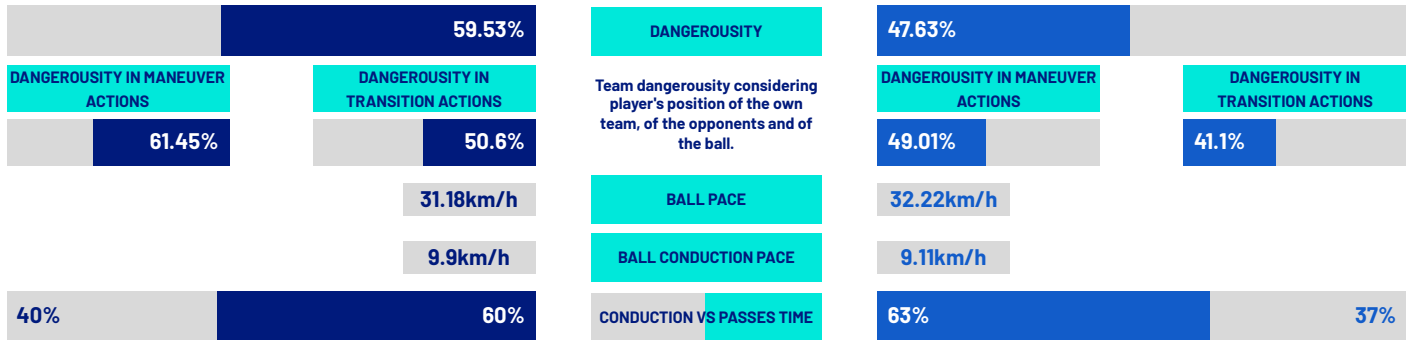 59.53%
DANGEROUSITY
47.63%
DANGEROUSITY IN MANEUVER
ACTIONS
DANGEROUSITY IN
TRANSITION ACTIONS
Team dangerousity considering
player's position of the own
team, of the opponents and of
the ball.
DANGEROUSITY IN MANEUVER
ACTIONS
DANGEROUSITY IN
TRANSITION ACTIONS
61.45%
50.6%
49.01%
41.1%
31.18km/h
BALL PACE
32.22km/h
9.9km/h
BALL CONDUCTION PACE
9.11km/h
40%
60%
CONDUCTION VS PASSES TIME
63%
37%